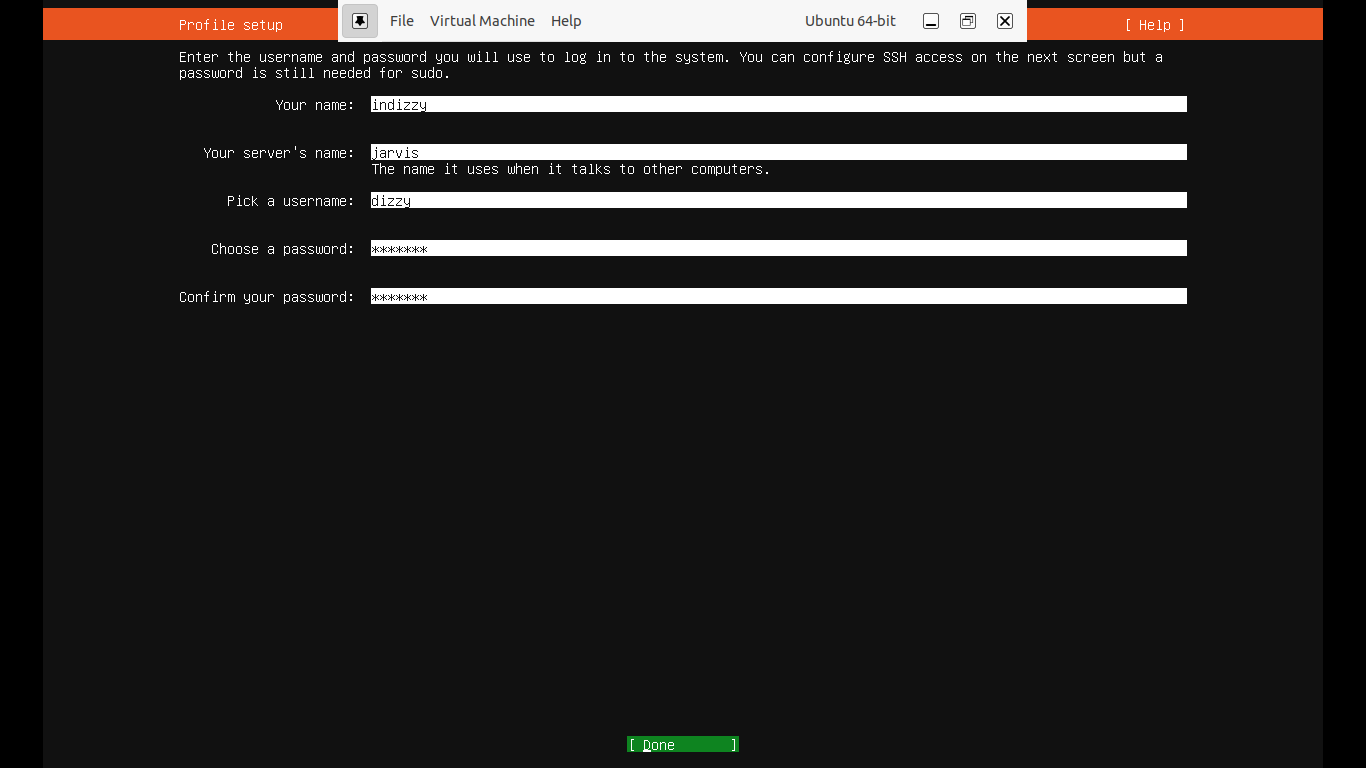 Profile setup
File Virtual Machine Help Ubuntu 64-bit
[ Help ]
Enter the username and password you will use to log in to the system. You can configure SSH access on the next screen but a
password is still needed for sudo.
Your name: indizzy
Your server's name: jarvis
The name it uses when it talks to other computers.
Pick a username: dizzy
Choose a password: *******
Confirm your password: *******
[ Done ]